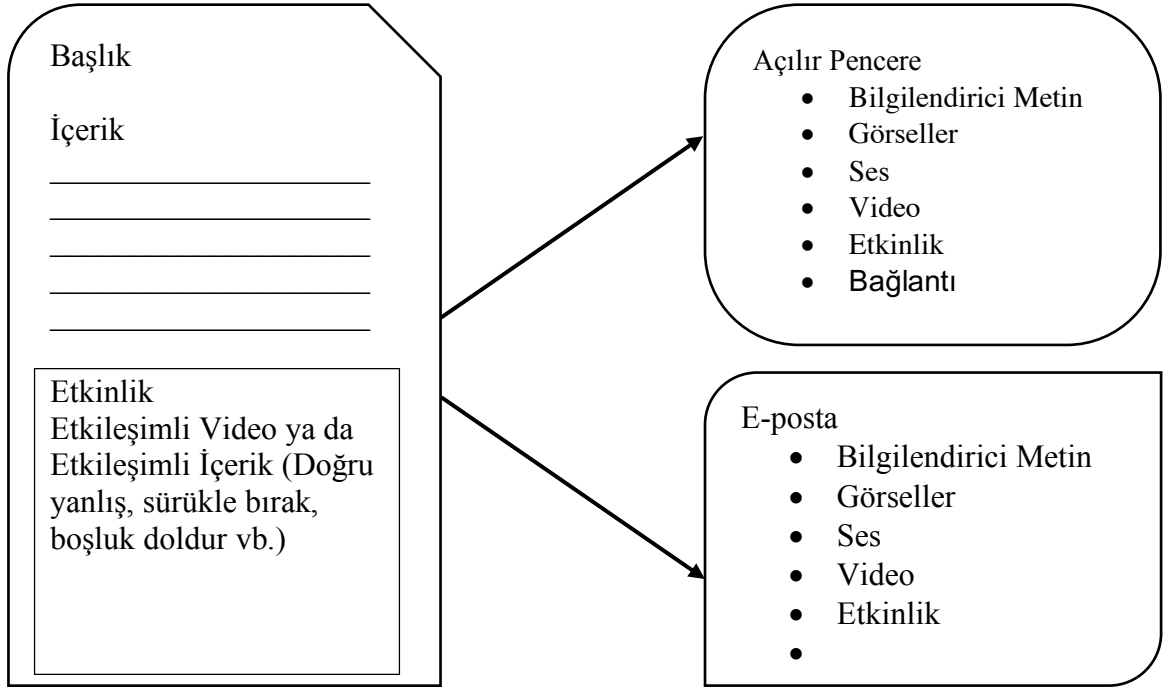 Başlık
İçerik
Etkinlik
Etkileşimli Video ya da
Etkileşimli İçerik (Doğru
yanlış, sürükle bırak,
boşluk doldur vb.)
Açılır Pencere
• Bilgilendirici Metin
• Görseller
• Ses
• Video
• Etkinlik
• Bağlantı
E-posta
• Bilgilendirici Metin
• Görseller
• Ses
• Video
• Etkinlik
•